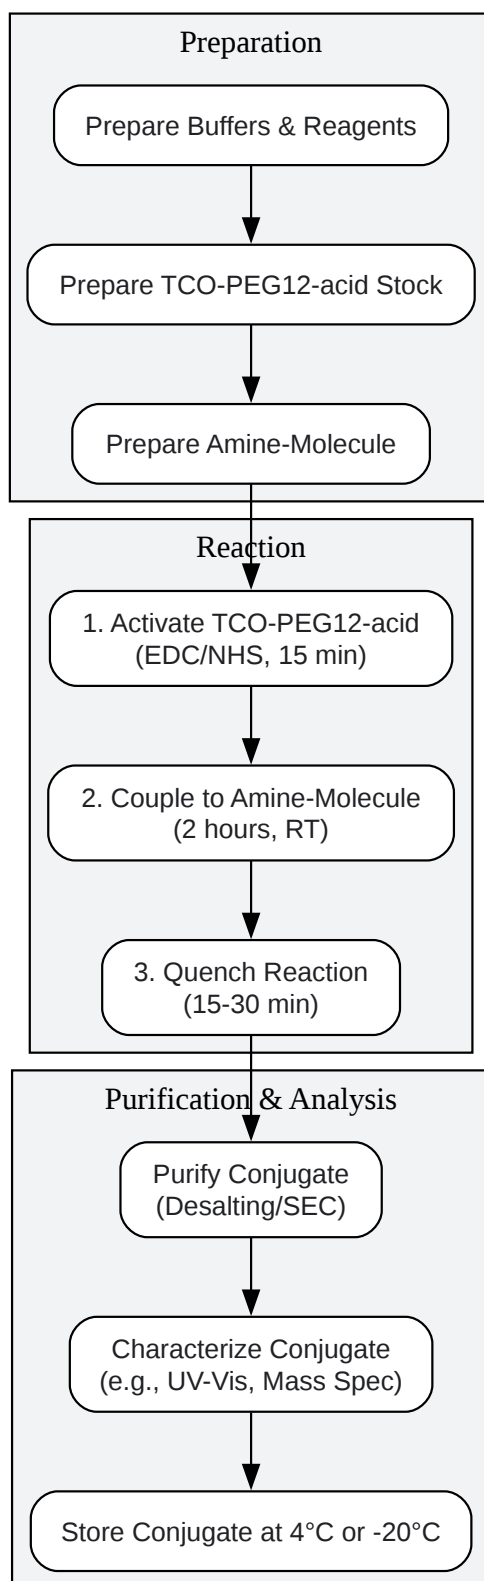 Preparation
Prepare Buffers & Reagents
Prepare TCO-PEG12-acid Stock
Prepare Amine-Molecule
Reaction
1. Activate TCO-PEG12-acid
(EDC/NHS, 15 min)
2. Couple to Amine-Molecule
(2 hours, RT)
3. Quench Reaction
(15-30 min)
Purification & Analysis
Purify Conjugate
(Desalting/SEC)
Characterize Conjugate
(e.g., UV-Vis, Mass Spec)
Store Conjugate at 4°C or -20°C